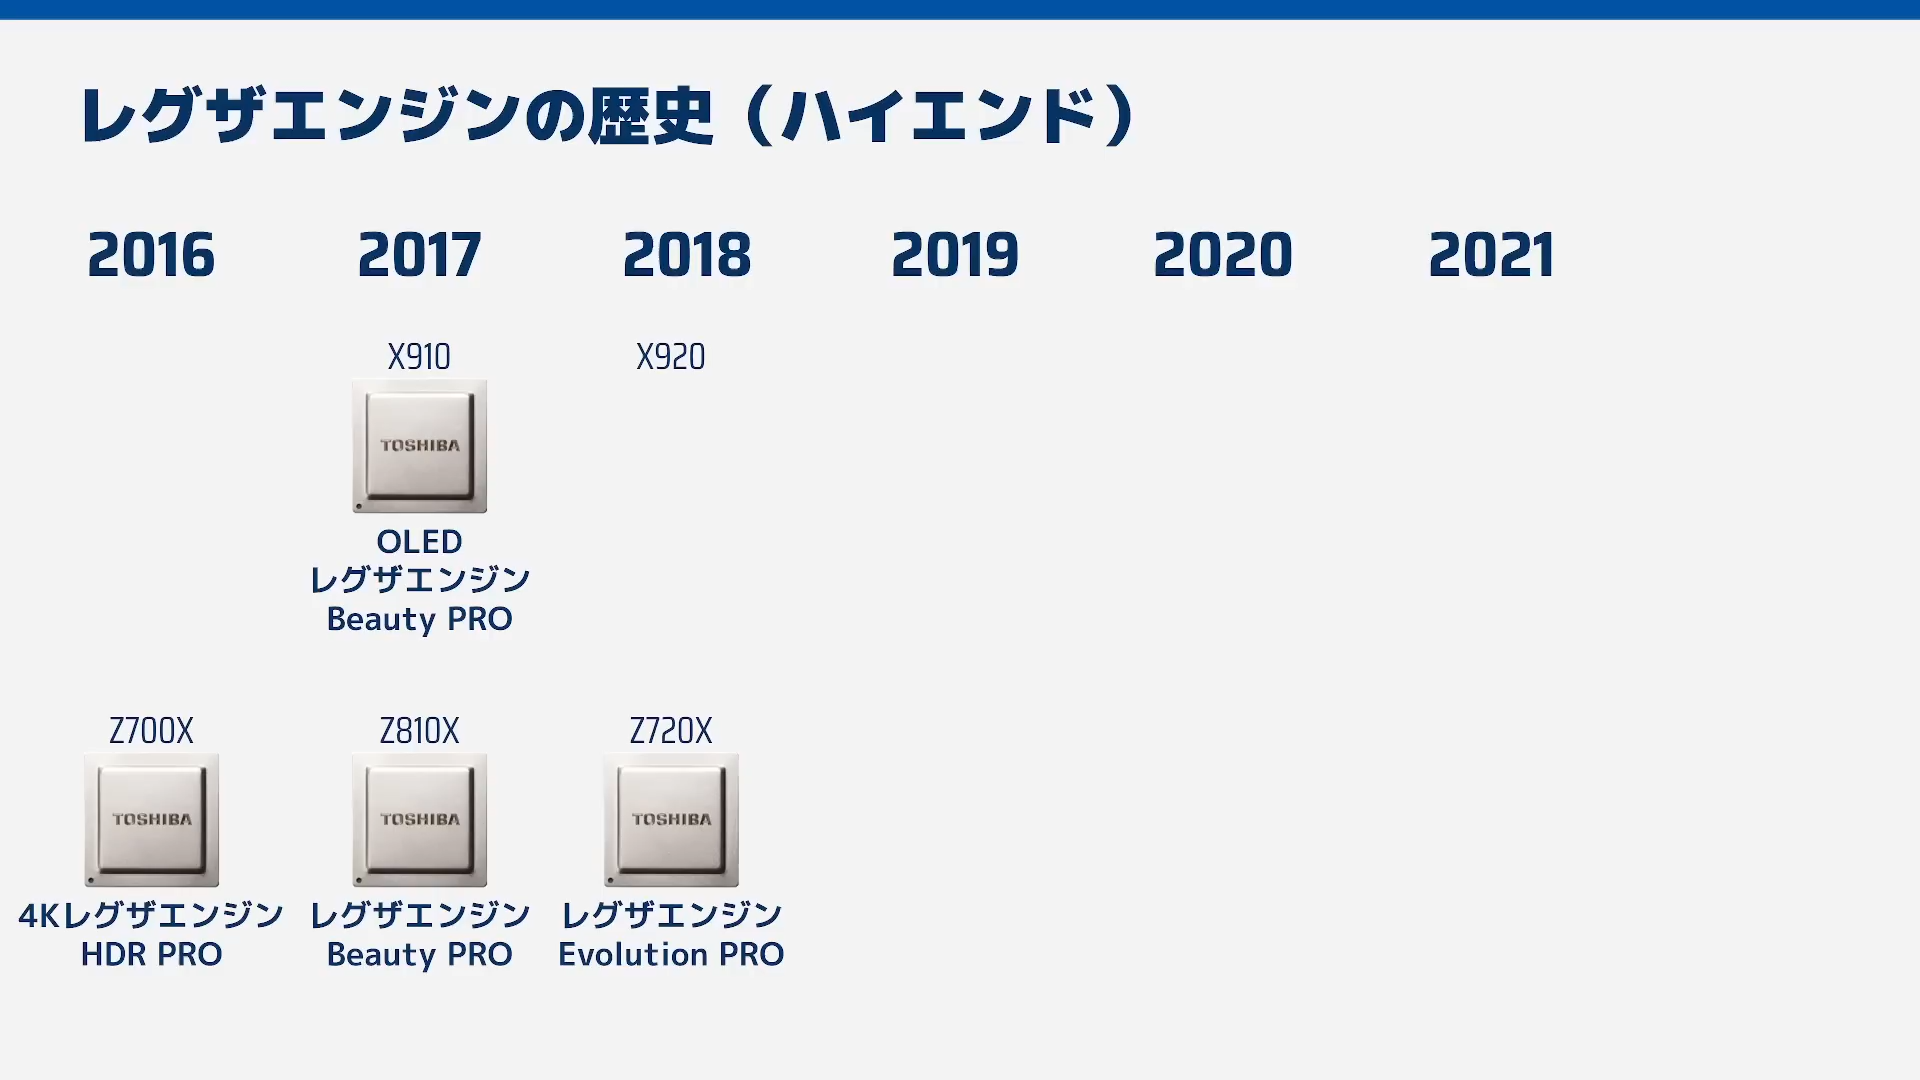 レグザエンジンの歴史（ハイエンド）
2016
2017
2018
2019
2020
2021
X910
X920
TOSHIBA
OLED
レグザエンジン
Beauty PRO
Z700X
Z810X
Z720X
TOSHIBA
TOSHIBA
TOSHIBA
4Kレグザエンジン
HDR PRO
レグザエンジン
Beauty PRO
レグザエンジン
Evolution PRO